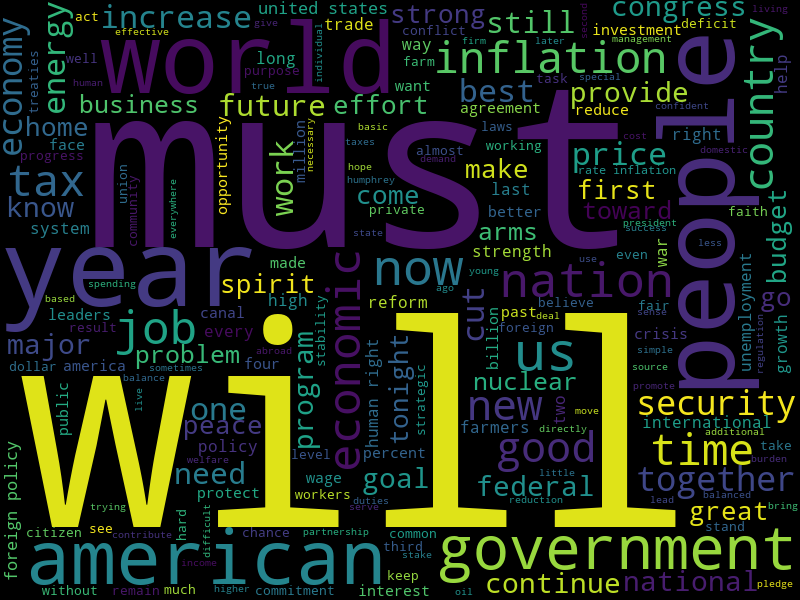 act
increase
united states
trade
strong
conflict
still
way
farm
congress
investment
deficit
living
give
effective
well
human
long
purpose
true
individual
firm
later
task
special
management
second
economy
treaties
energy
world
inflation
want
business
future
effort
best
agreement
provide
reduce
confident
country
help
home
face
progress
million
necessary
basic
taxes
hope
humphrey
demand
almost
laws
working
price
right
cost
domestic
rate inflation
must
people
tax
know
system
union
community
everywhere
opportunity
work
come
private
state
make
last
better
arms
strength
first
toward
war
even
president
success
faith
less
budget
year
based
spending
made
spirit
high
canal
leaders
result
every
stability
economic
now
reform
ago
young
nation
use
believe
past
deal
foreign
fair
crisis
simple
source
promote
sense
unemployment
regulation
go
growth
job
major
problem
dollar
america
balance
sometimes
abroad
four
program
human right
tonight
strategic
cut
billion
us
nuclear
new
two
move
farmers
directly
security
international
additional
burden
will
public
live
one
peace
policy
welfare
level
percent
wage
workers
goal
good
little
time
together
take
lead
balanced
bring
foreign policy
need
protect
duties
serve
federal
reduction
great
stand
trying
citizen
see
contribute
hard
difficult
chance
partnership
common
third
stake
american
government
without
remain
much
income
higher
commitment
keep
interest
oil
continue
national
pledge